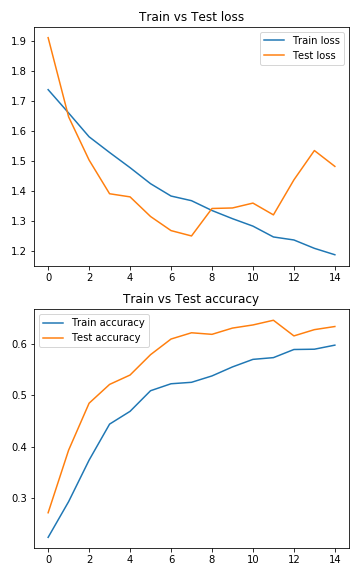 Train vs Test loss
Train loss
Test loss
1.9
1.8
1.7
1.6
1.5
1.4
1.3
1.2
0 2 4 6 8 10 12 14
Train vs Test accuracy
Train accuracy
Test accuracy
0.6
0.5
0.4
0.3
0 2 4 6 8 10 12 14